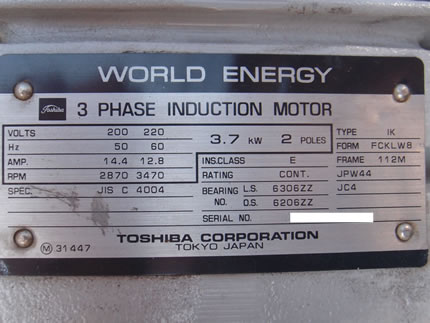 WORLD ENERGY
Toshiba 3 PHASE INDUCTION MOTOR
VOLTS 200 220 3.7 kW 2 POLES TYPE IK
Hz 50 60 FORM FCKLW8
AMP. 14.4 12.8 INS.CLASS E FRAME 112M
RPM 2870 3470 RATING CONT. JPW44
SPEC. JIS C 4004 BEARING L.S. 6306ZZ JC4
NO. O.S. 6206ZZ
SERIAL NO.
TOSHIBA CORPORATION
M 31447 TOKYO JAPAN